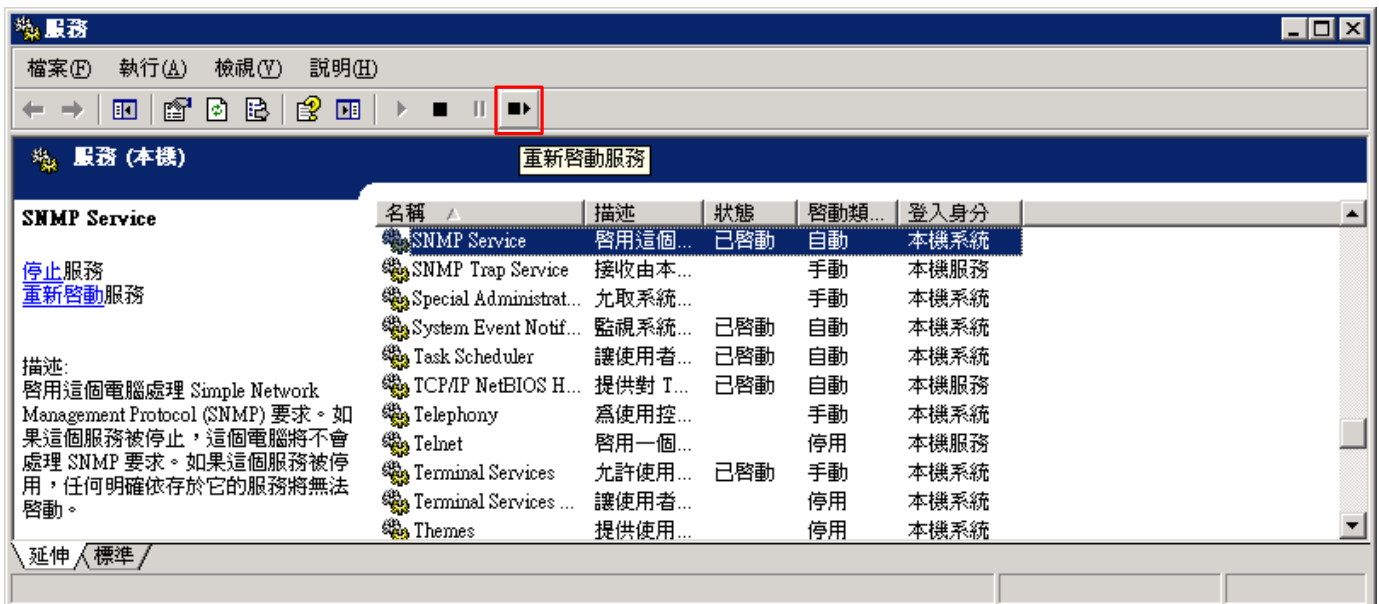 服務
檔案(F) 執行(A) 檢視(V) 說明(H)
服務 (本機)
重新啓動服務
SNMP Service
停止服務
重新啓動服務
描述:
啓用這個電腦處理 Simple Network
Management Protocol (SNMP) 要求。如
果這個服務被停止，這個電腦將不會
處理 SNMP 要求。如果這個服務被停
用，任何明確依存於它的服務將無法
啓動。
名稱 描述 狀態 啓動類... 登入身分
SNMP Service 啓用這個... 已啓動 自動 本機系統
SNMP Trap Service 接收由本... 手動 本機服務
Special Administrat... 允取系統... 手動 本機系統
System Event Notif... 監視系統... 已啓動 自動 本機系統
Task Scheduler 讓使用者... 已啓動 自動 本機系統
TCP/IP NetBIOS H... 提供對 T... 已啓動 自動 本機服務
Telephony 爲使用控... 手動 本機系統
Telnet 啓用一個... 停用 本機服務
Terminal Services 允許使用... 已啓動 手動 本機系統
Terminal Services ... 讓使用者... 停用 本機系統
Themes 提供使用... 停用 本機系統
延伸 標準